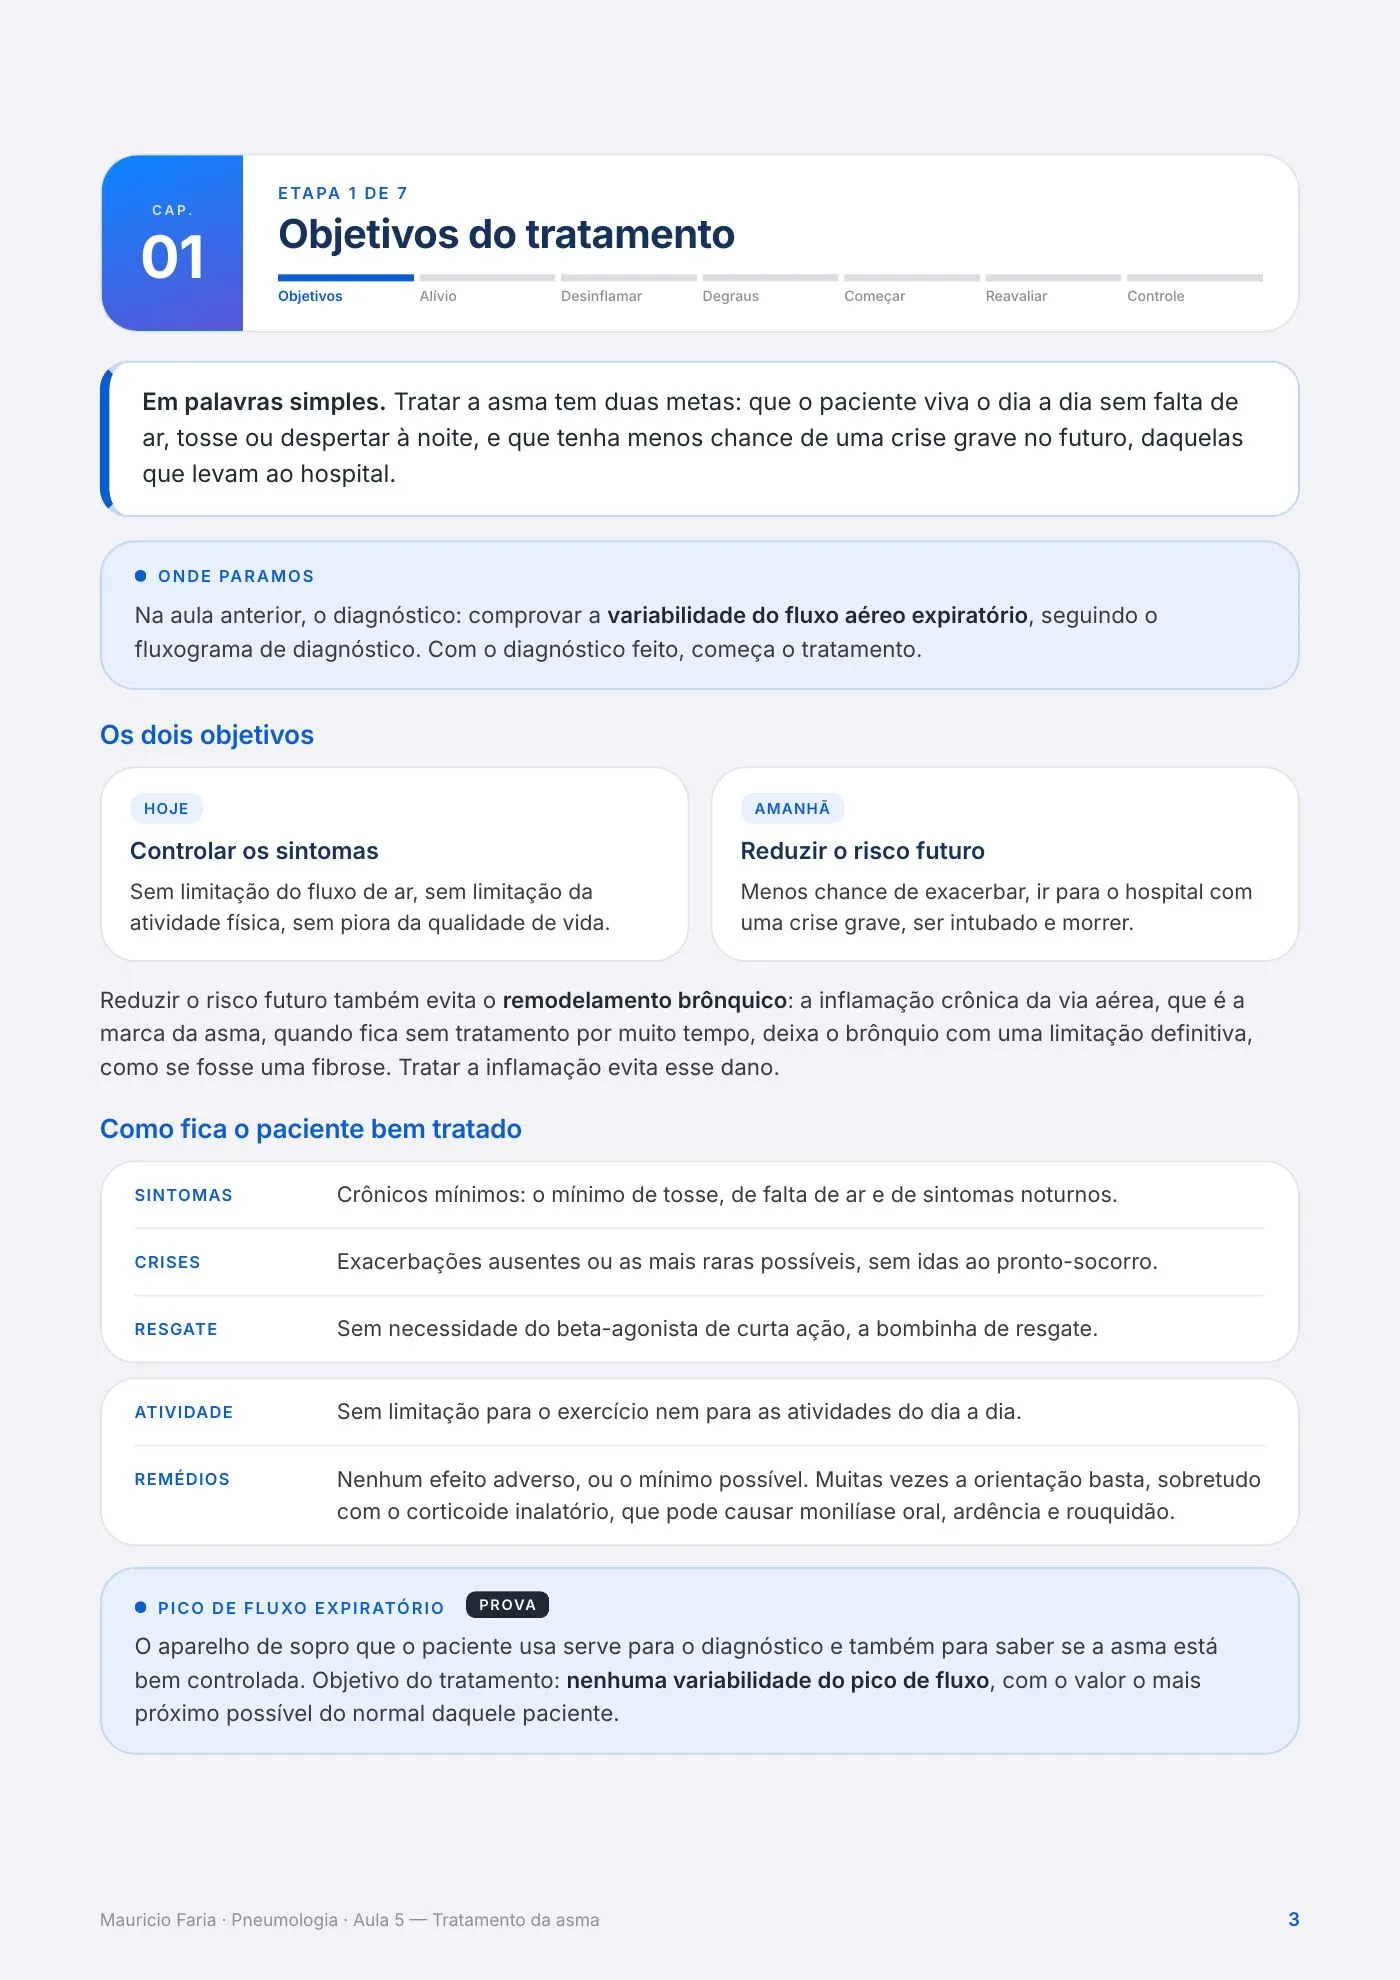 CAP.
01
ETAPA 1 DE 7
Objetivos do tratamento
Objetivos
Alívio
Desinflamar
Degraus
Começar
Reavaliar
Controle
Em palavras simples. Tratar a asma tem duas metas: que o paciente viva o dia a dia sem falta de
ar, tosse ou despertar à noite, e que tenha menos chance de uma crise grave no futuro, daquelas
que levam ao hospital.
ONDE PARAMOS
Na aula anterior, o diagnóstico: comprovar a variabilidade do fluxo aéreo expiratório, seguindo o
fluxograma de diagnóstico. Com o diagnóstico feito, começa o tratamento.
Os dois objetivos
HOJE
Controlar os sintomas
Sem limitação do fluxo de ar, sem limitação da
atividade física, sem piora da qualidade de vida.
AMANHÃ
Reduzir o risco futuro
Menos chance de exacerbar, ir para o hospital com
uma crise grave, ser intubado e morrer.
Reduzir o risco futuro também evita o remodelamento brônquico: a inflamação crônica da via aérea, que é a
marca da asma, quando fica sem tratamento por muito tempo, deixa o brônquio com uma limitação definitiva,
como se fosse uma fibrose. Tratar a inflamação evita esse dano.
Como fica o paciente bem tratado
SINTOMAS
Crônicos mínimos: o mínimo de tosse, de falta de ar e de sintomas noturnos.
CRISES
Exacerbações ausentes ou as mais raras possíveis, sem idas ao pronto-socorro.
RESGATE
Sem necessidade do beta-agonista de curta ação, a bombinha de resgate.
ATIVIDADE
Sem limitação para o exercício nem para as atividades do dia a dia.
REMÉDIOS
Nenhum efeito adverso, ou o mínimo possível. Muitas vezes a orientação basta, sobretudo
com o corticoide inalatório, que pode causar monilíase oral, ardência e rouquidão.
PICO DE FLUXO EXPIRATÓRIO PROVA
O aparelho de sopro que o paciente usa serve para o diagnóstico e também para saber se a asma está
bem controlada. Objetivo do tratamento: nenhuma variabilidade do pico de fluxo, com o valor o mais
próximo possível do normal daquele paciente.
Mauricio Faria · Pneumologia · Aula 5 — Tratamento da asma
3